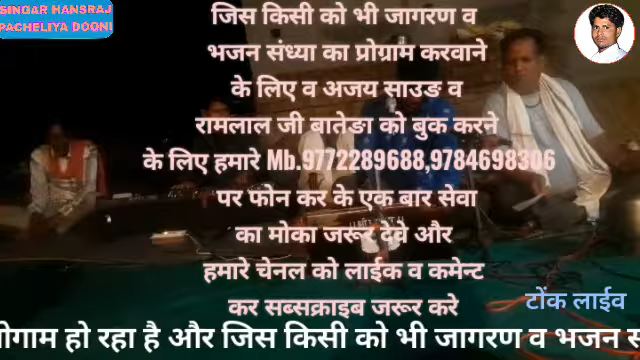 SINGAR HANSRAJ
PACHELIYA DOONI
जिस किसी को भी जागरण व
भजन संध्या का प्रोग्राम करवाने
के लिए व अजय साउङ व
रामलाल जी बातेङा को बुक करने
के लिए हमारे Mb.9772289688,9784698306
पर फोन कर के एक बार सेवा
का मोका जरूर देवे और
हमारे चेनल को लाईक व कमेन्ट
कर सब्सक्राइब जरूर करे
टोंक लाईव
हो रहा है और जिस किसी को भी जागरण व भजन